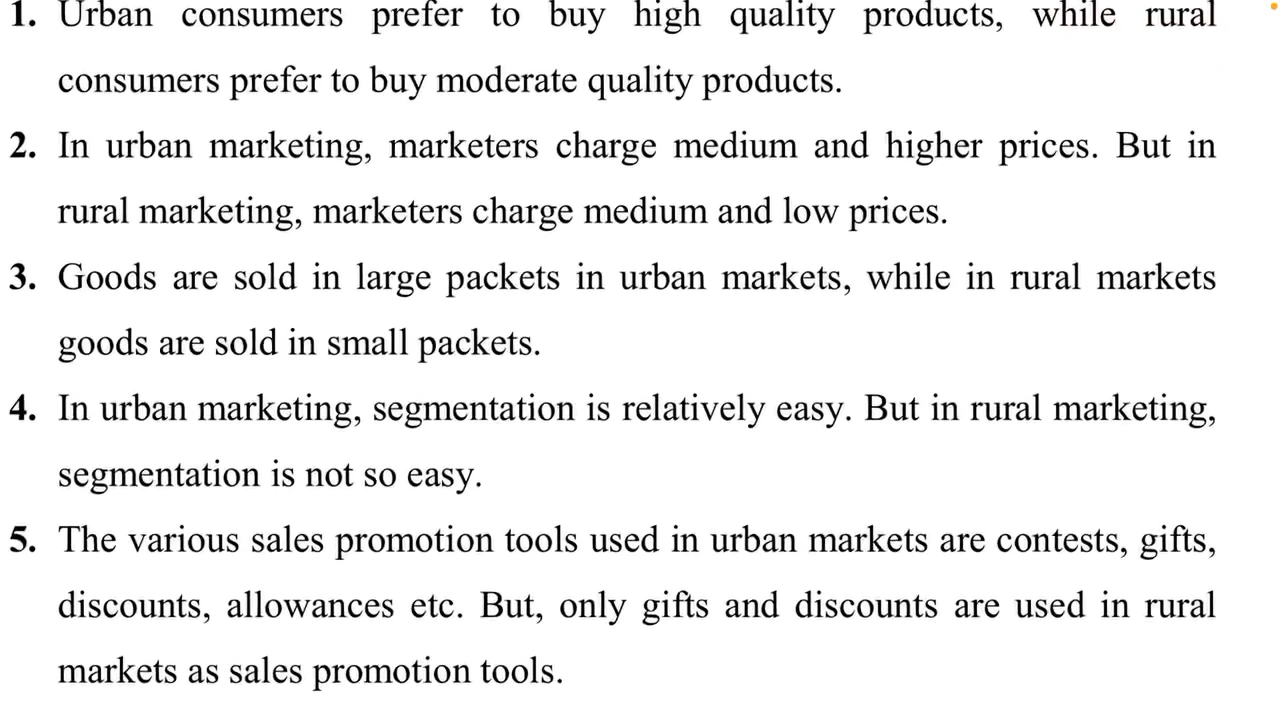 1. Urban consumers prefer to buy high quality products, while rural
consumers prefer to buy moderate quality products.
2. In urban marketing, marketers charge medium and higher prices. But in
rural marketing, marketers charge medium and low prices.
3. Goods are sold in large packets in urban markets, while in rural markets
goods are sold in small packets.
4. In urban marketing, segmentation is relatively easy. But in rural marketing,
segmentation is not so easy.
5. The various sales promotion tools used in urban markets are contests, gifts,
discounts, allowances etc. But, only gifts and discounts are used in rural
markets as sales promotion tools.